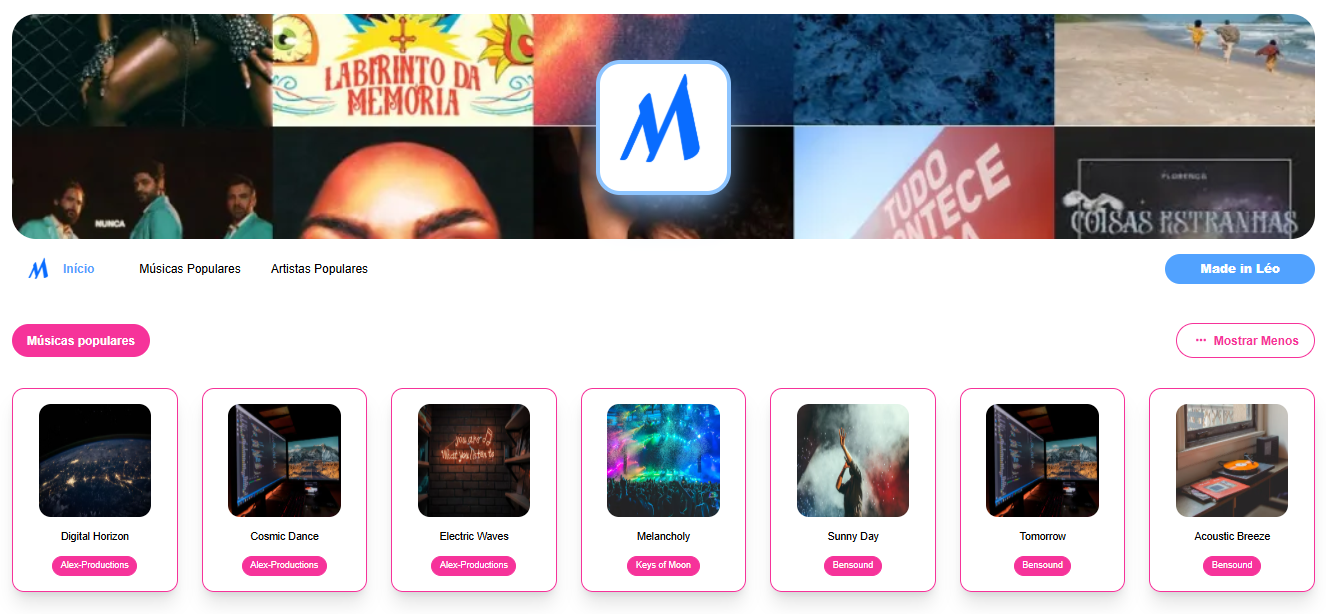 LABIRINTO DA
MEMÓRIA
M
NUNCA
TUDO
FLORENÇA
COISAS ESTRANHAS
M Início
Músicas Populares
Artistas Populares
Made in Léo
Músicas populares
··· Mostrar Menos
you are
What you listen to
Digital Horizon
Cosmic Dance
Electric Waves
Melancholy
Sunny Day
Tomorrow
Acoustic Breeze
Alex-Productions
Alex-Productions
Alex-Productions
Keys of Moon
Bensound
Bensound
Bensound